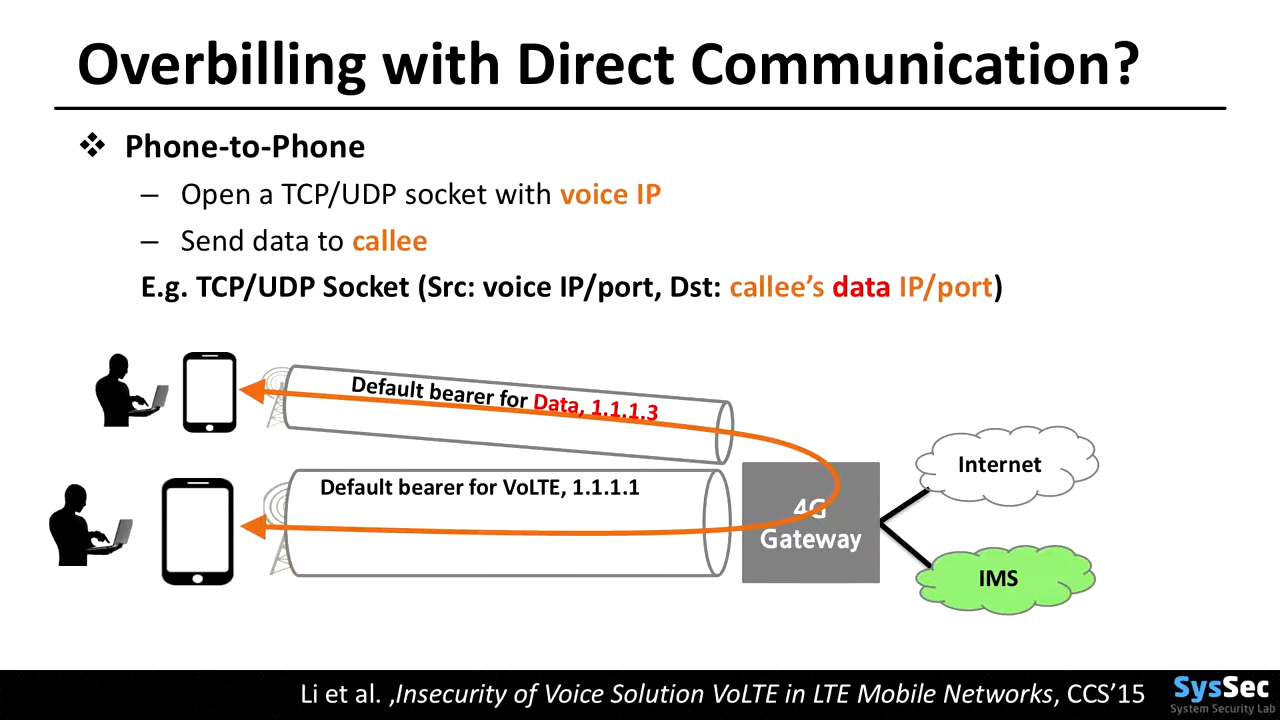 Overbilling with Direct Communication?
❖ Phone-to-Phone
– Open a TCP/UDP socket with voice IP
– Send data to callee
E.g. TCP/UDP Socket (Src: voice IP/port, Dst: callee's data IP/port)
Default bearer for Data, 1.1.1.3
Default bearer for VoLTE, 1.1.1.1
4G
Gateway
Internet
IMS
Li et al. ,Insecurity of Voice Solution VoLTE in LTE Mobile Networks, CCS'15
SysSec
System Security Lab